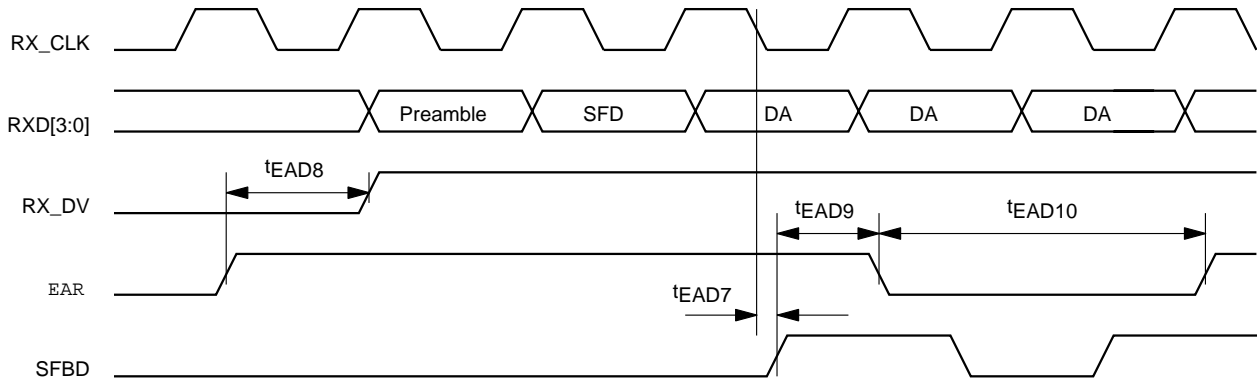 RX_CLK
RXD[3:0]
Preamble
SFD
DA
DA
DA
tEAD8
RX_DV
tEAD9
tEAD10
EAR
tEAD7
SFBD